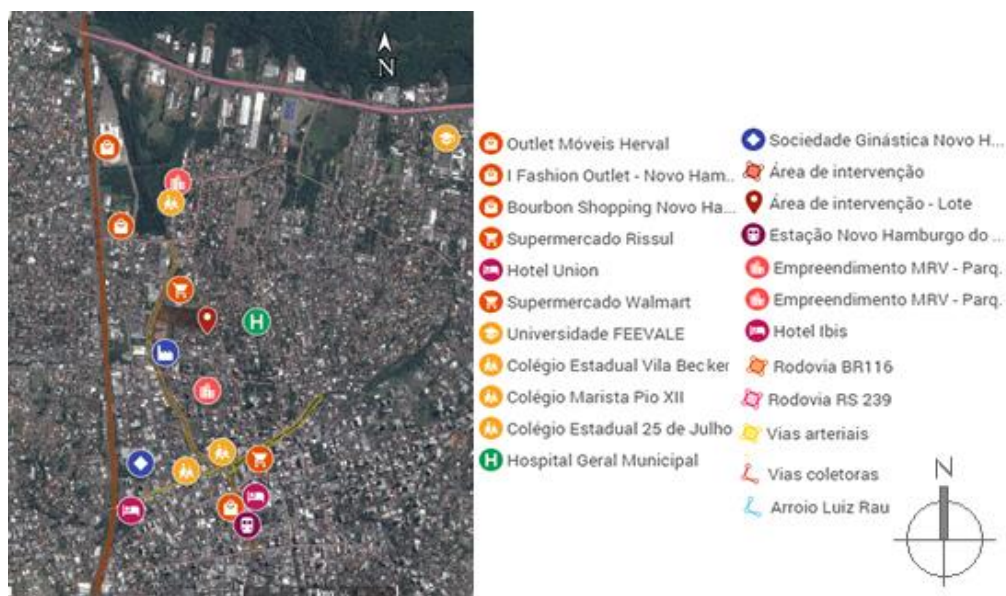 N
Outlet Móveis Herval
I Fashion Outlet - Novo Ham..
Bourbon Shopping Novo Ha...
Supermercado Rissul
Hotel Union
Supermercado Walmart
Universidade FEEVALE
Colégio Estadual Vila Becker
Colégio Marista Pio XII
Colégio Estadual 25 de Julho
H Hospital Geral Municipal
Sociedade Ginástica Novo H...
Área de intervenção
Área de intervenção - Lote
Estação Novo Hamburgo do ...
Empreendimento MRV - Parq.
Empreendimento MRV - Parq.
Hotel Ibis
Rodovia BR116
Rodovia RS 239
Vias arteriais
Vias coletoras
Arroio Luiz Rau
N
H